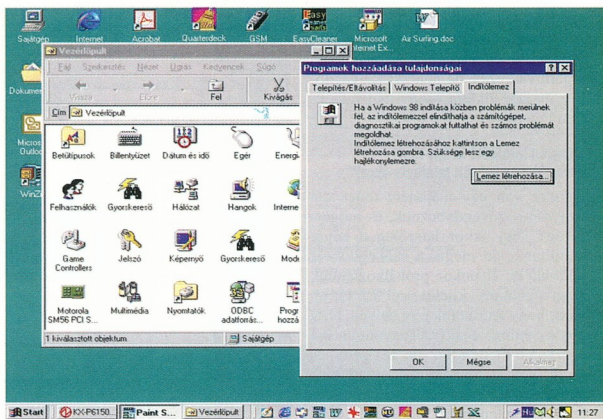 Sajátgép
Internet
Acrobat
Quarterdeck
GSM
EasyCleaner
Microsoft
Internet Ex...
Air Surfing.doc
Vezérlőpult
Fájl Szerkesztés Nézet Ugrás Kedvencek Súgó
Vissza
Előre
Fel
Kivágás
Cím Vezérlőpult
Betűtípusok
Billentyűzet
Dátum és idő
Egér
Energi
Felhasználók
Gyorskereső
Hálózat
Hangok
Interne
Game
Controllers
Jelszó
Képernyő
Gyorskereső
Mode
Motorola
SM56 PCI S...
Multimédia
Nyomtatók
ODBC
adatforrás...
Progr
hozzá
1 kiválasztott objektum
Sajátgép
Programok hozzáadása tulajdonságai
Telepítés/Eltávolítás
Windows Telepítő
Indítólemez
Ha a Windows 98 indítása közben problémák merülnek
fel, az indítólemezzel elindíthatja a számítógépet,
diagnosztikai programokat futtathat és számos problémát
megoldhat.
Indítólemez létrehozásához kattintson a Lemez
létrehozása gombra. Szüksége lesz egy
hajlékonylemezre.
Lemez létrehozása...
OK
Mégse
Alkalmaz
Start
KX-P6150...
Paint S...
Vezérlőpult
11:27